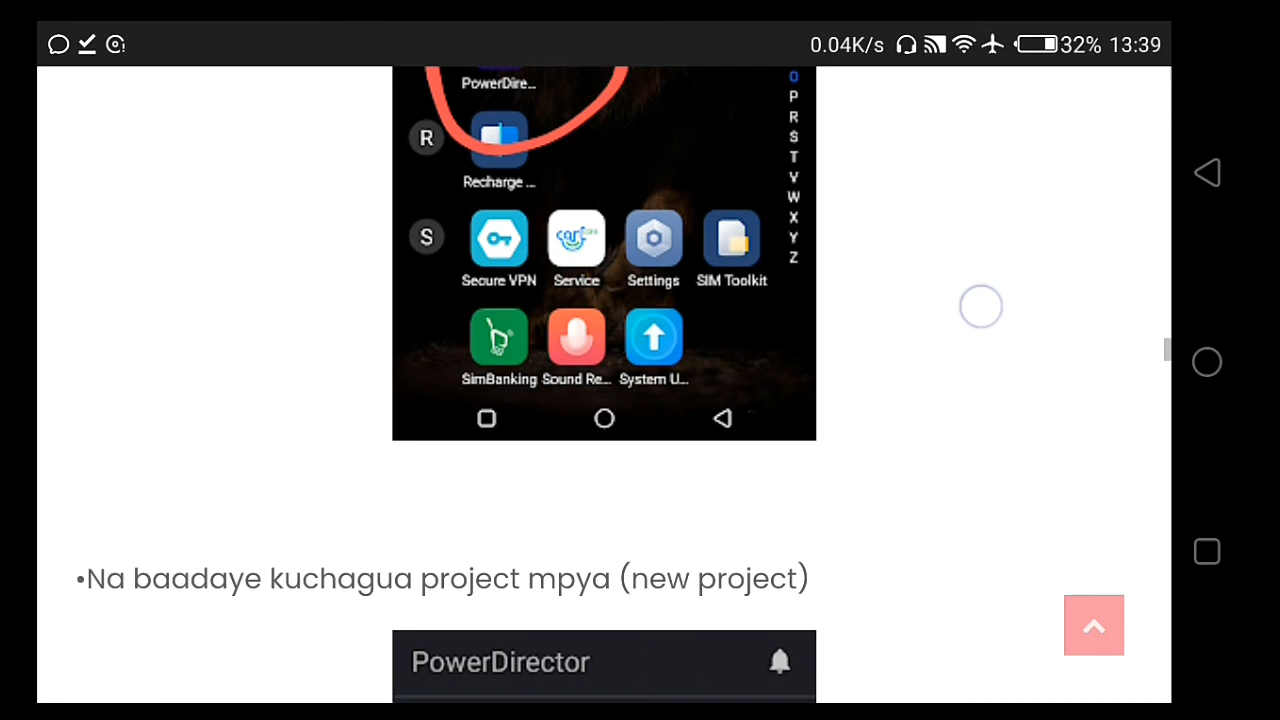 0.04K/s 32% 13:39
PowerDire...
O
P
R
S
T
V
W
X
Y
Z
R
Recharge ...
S
Secure VPN Service Settings SIM Toolkit
SimBanking Sound Re... System U...
•Na baadaye kuchagua project mpya (new project)
PowerDirector